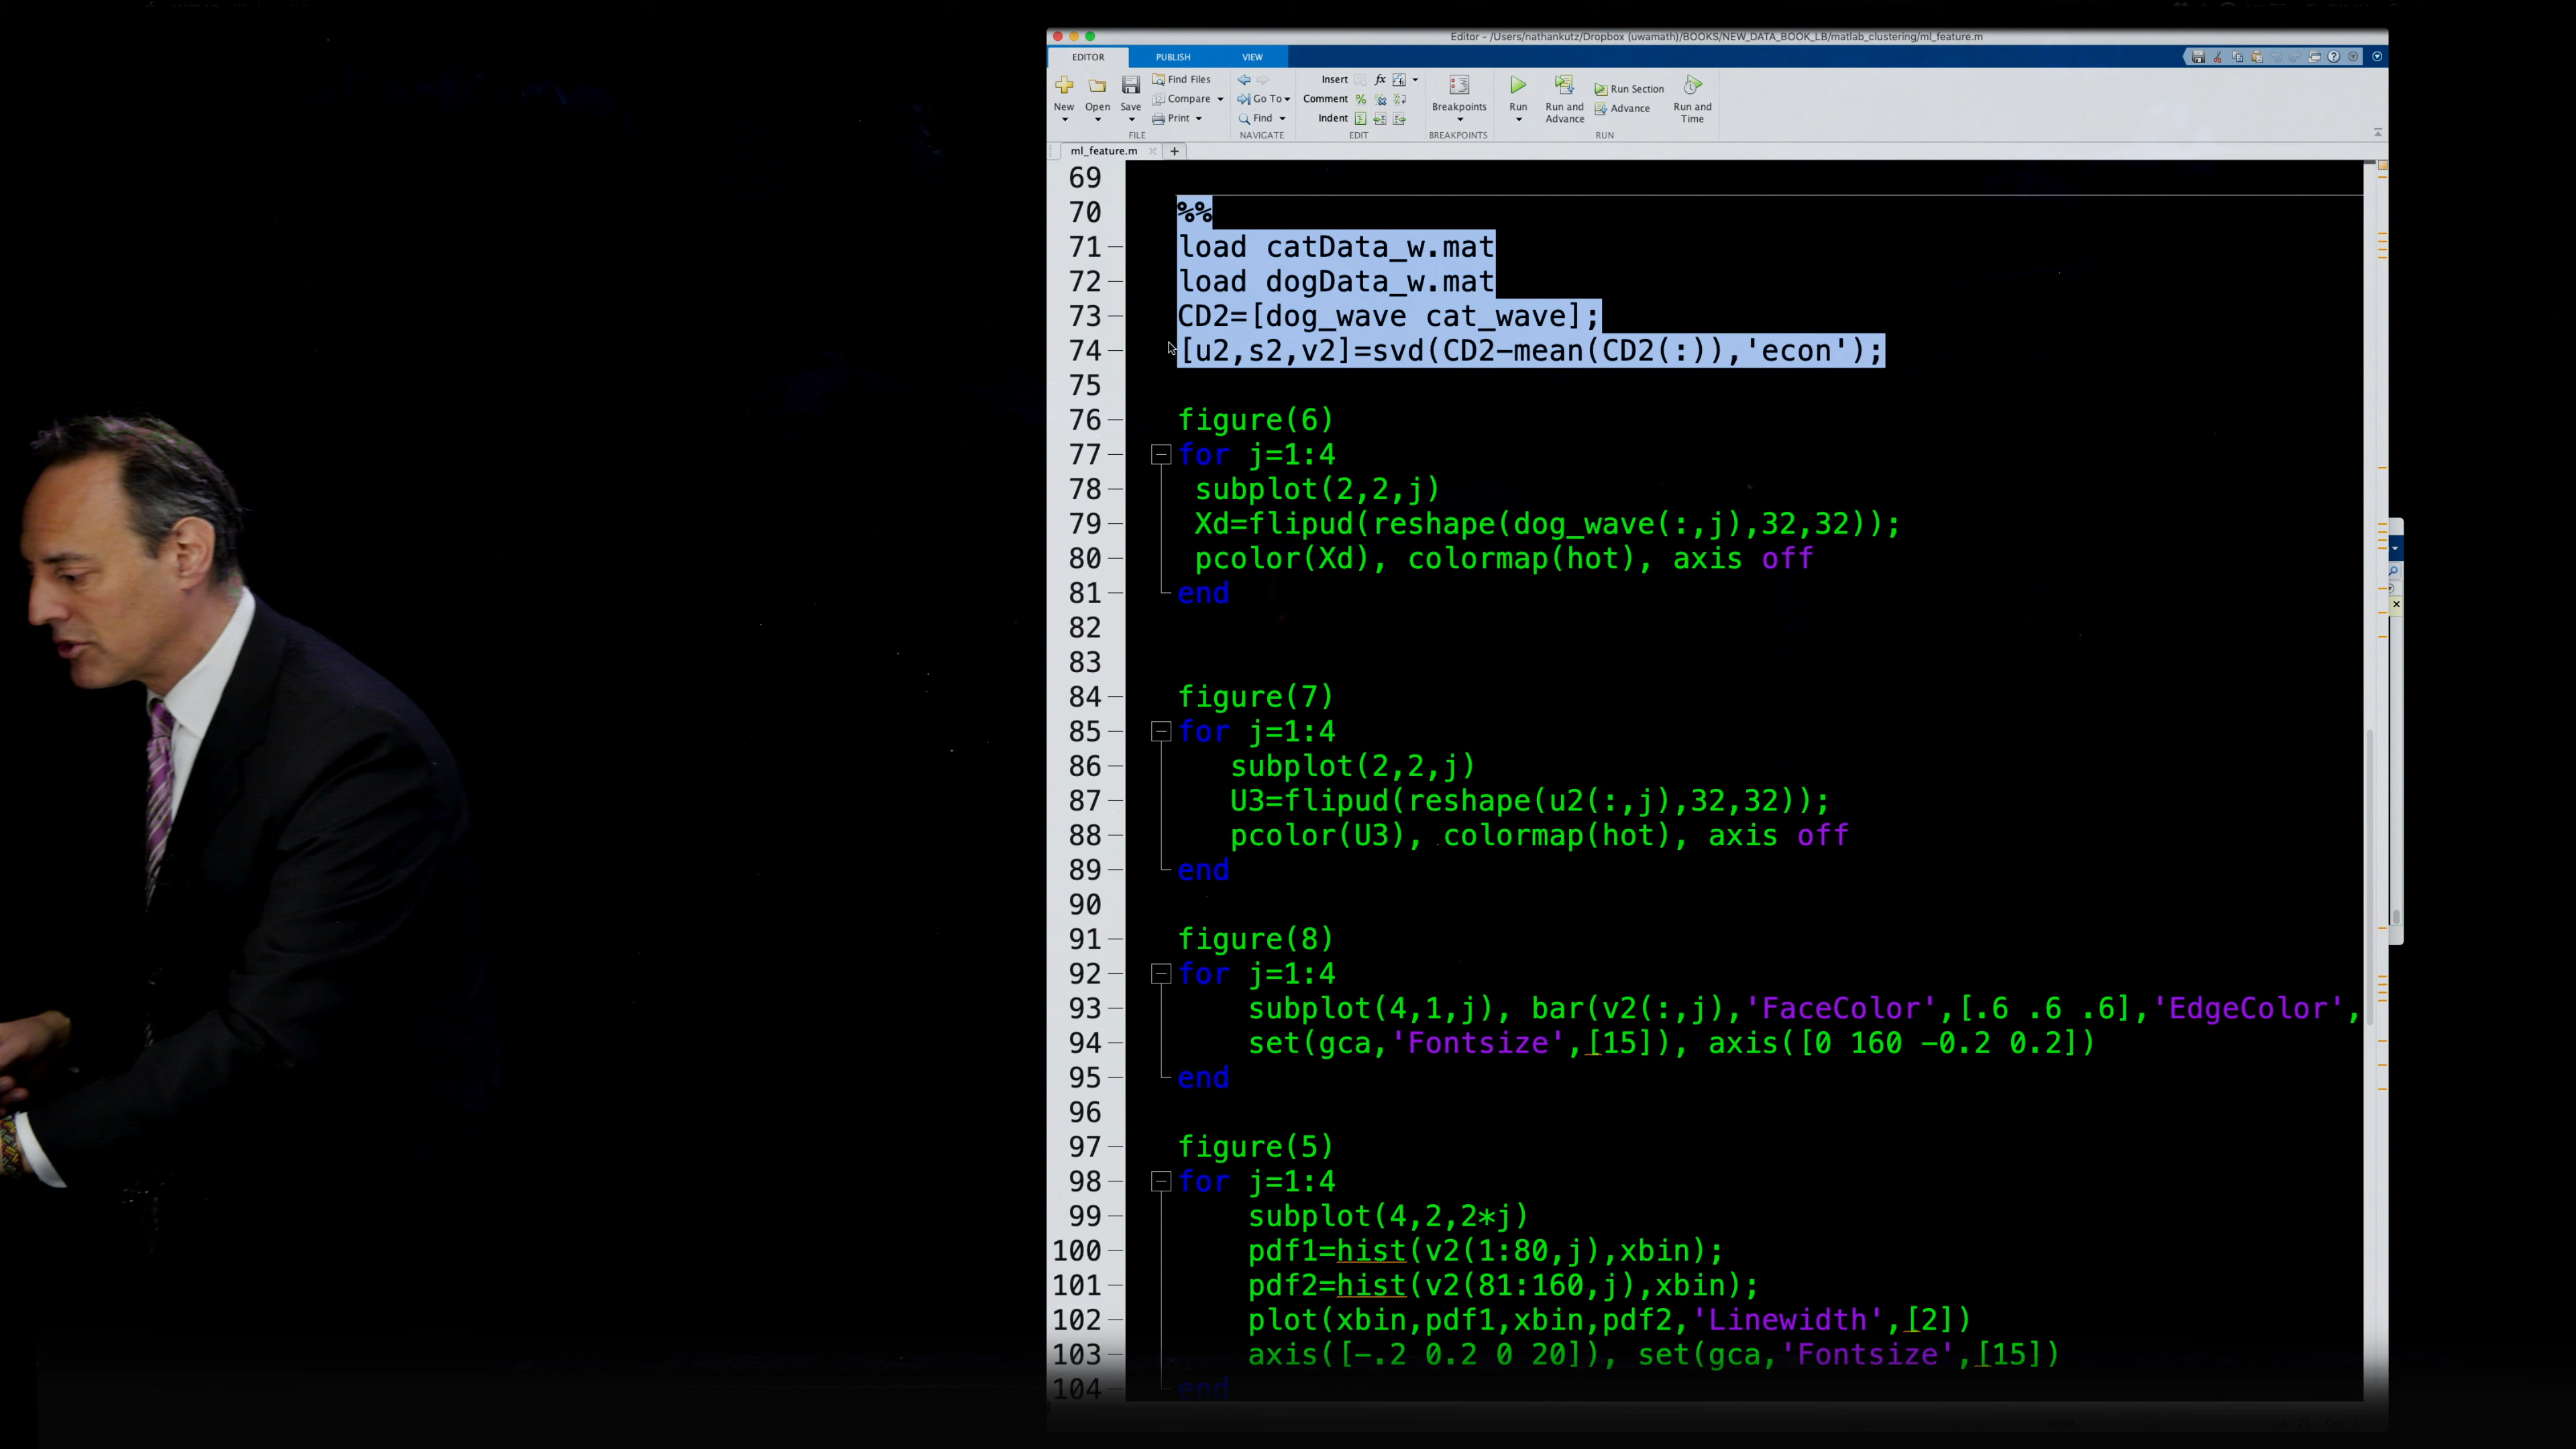 Editor - /Users/nathankutz/Dropbox (uwamath)/BOOKS/NEW_DATA_BOOK_LB/matlab_clustering/ml_feature.m
EDITOR PUBLISH VIEW
New Open Save Find Files Compare Print
FILE
Go To Find
NAVIGATE
Insert fx
Comment
Indent
EDIT
Breakpoints
BREAKPOINTS
Run Run and Advance Run Section Advance Run and Time
RUN
ml_feature.m
69
70 %%
71 load catData_w.mat
72 load dogData_w.mat
73 CD2=[dog_wave cat_wave];
74 [u2,s2,v2]=svd(CD2-mean(CD2(:)),'econ');
75
76 figure(6)
77 for j=1:4
78 subplot(2,2,j)
79 Xd=flipud(reshape(dog_wave(:,j),32,32));
80 pcolor(Xd), colormap(hot), axis off
81 end
82
83
84 figure(7)
85 for j=1:4
86 subplot(2,2,j)
87 U3=flipud(reshape(u2(:,j),32,32));
88 pcolor(U3), colormap(hot), axis off
89 end
90
91 figure(8)
92 for j=1:4
93 subplot(4,1,j), bar(v2(:,j),'FaceColor',[.6 .6 .6],'EdgeColor',
94 set(gca,'Fontsize',[15]), axis([0 160 -0.2 0.2])
95 end
96
97 figure(5)
98 for j=1:4
99 subplot(4,2,2*j)
100 pdf1=hist(v2(1:80,j),xbin);
101 pdf2=hist(v2(81:160,j),xbin);
102 plot(xbin,pdf1,xbin,pdf2,'Linewidth',[2])
103 axis([-.2 0.2 0 20]), set(gca,'Fontsize',[15])
104 end